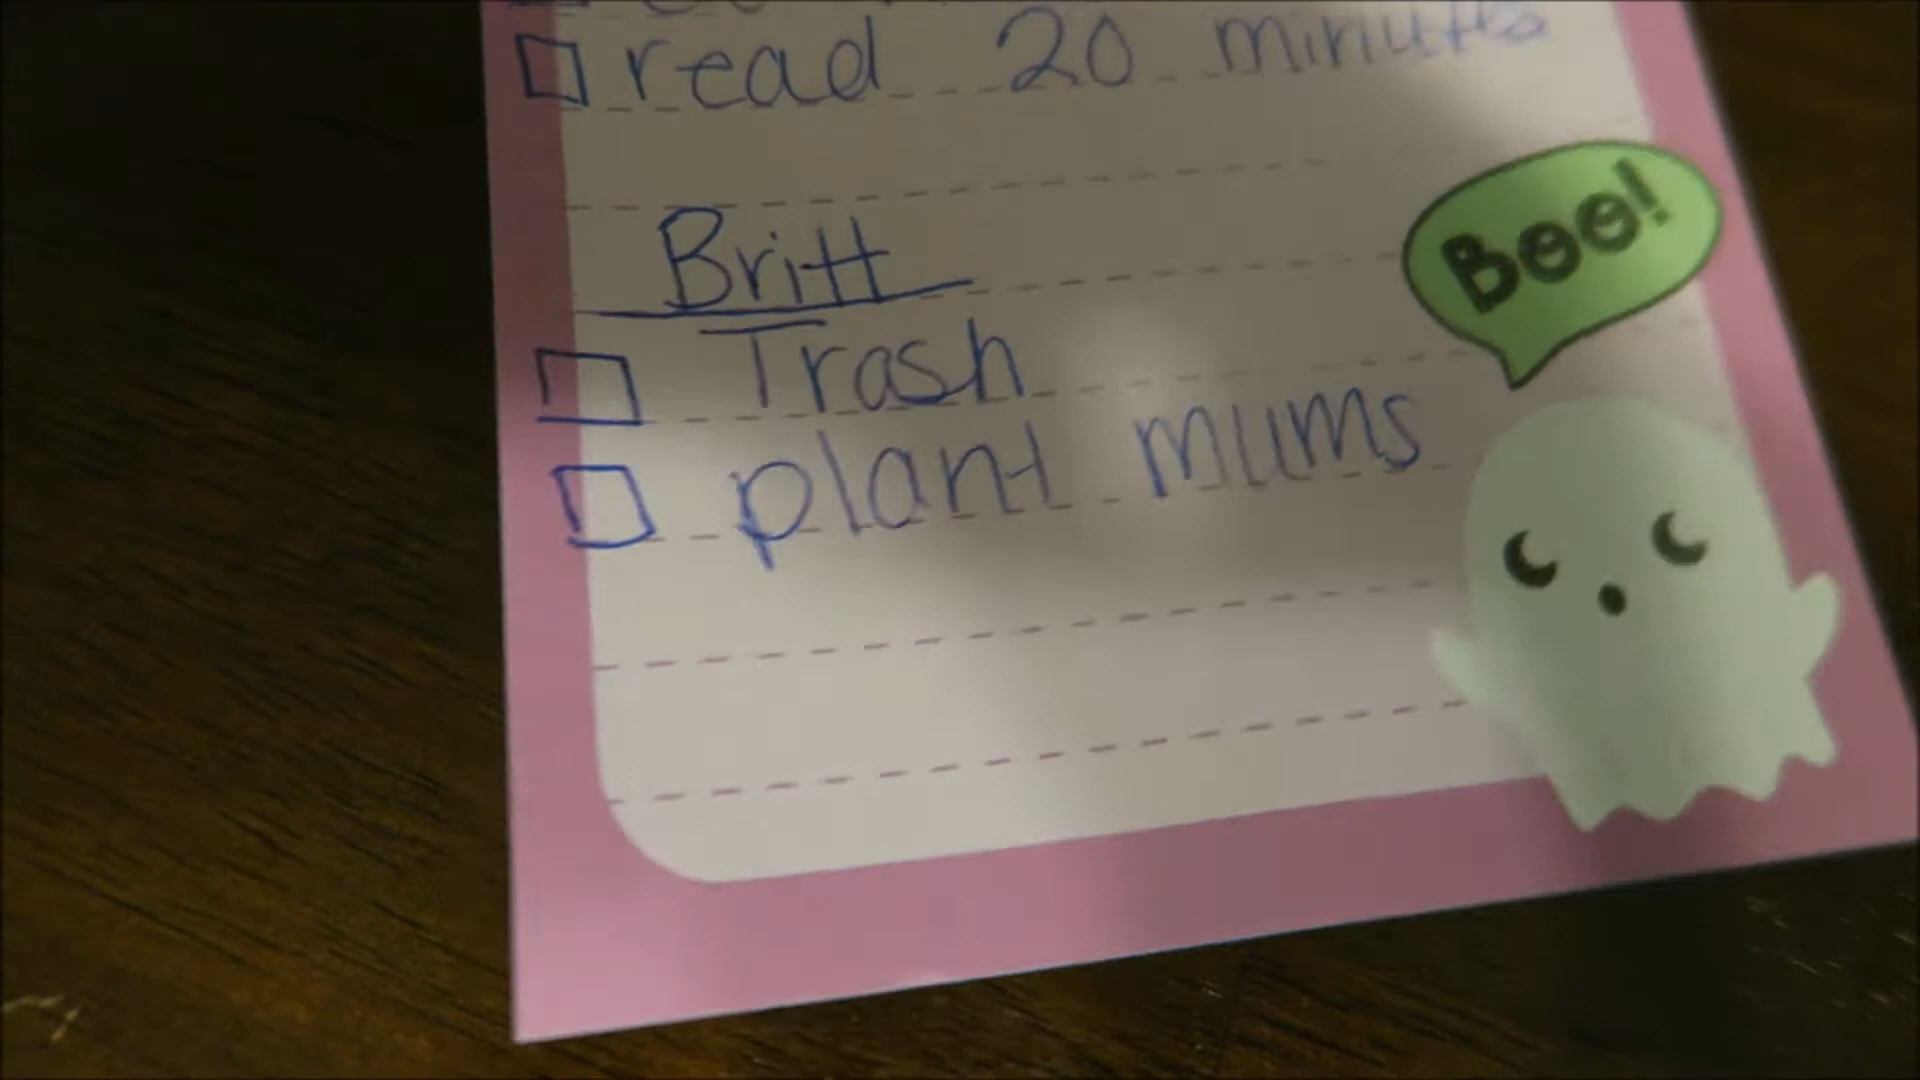 read 20 minutes
Britt
Boo!
Trash
plant mums